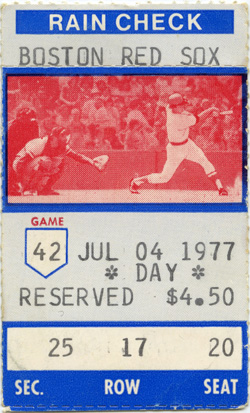 RAIN CHECK
BOSTON RED SOX
GAME
42 JUL 04 1977
* DAY *
RESERVED $4.50
25 17 20
SEC. ROW SEAT